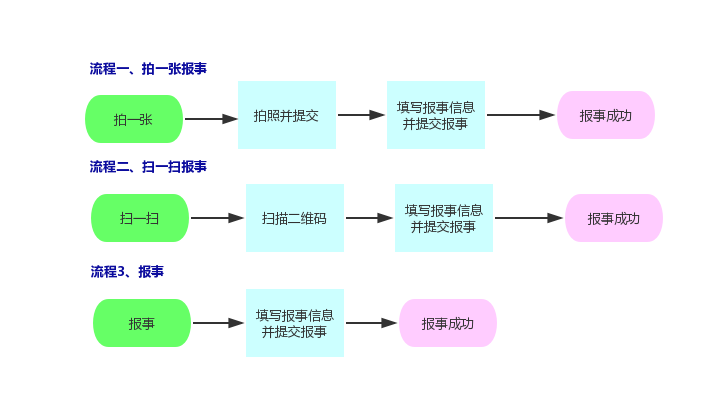 流程一、拍一张报事
拍一张
拍照并提交
填写报事信息
并提交报事
报事成功
流程二、扫一扫报事
扫一扫
扫描二维码
填写报事信息
并提交报事
报事成功
流程3、报事
报事
填写报事信息
并提交报事
报事成功